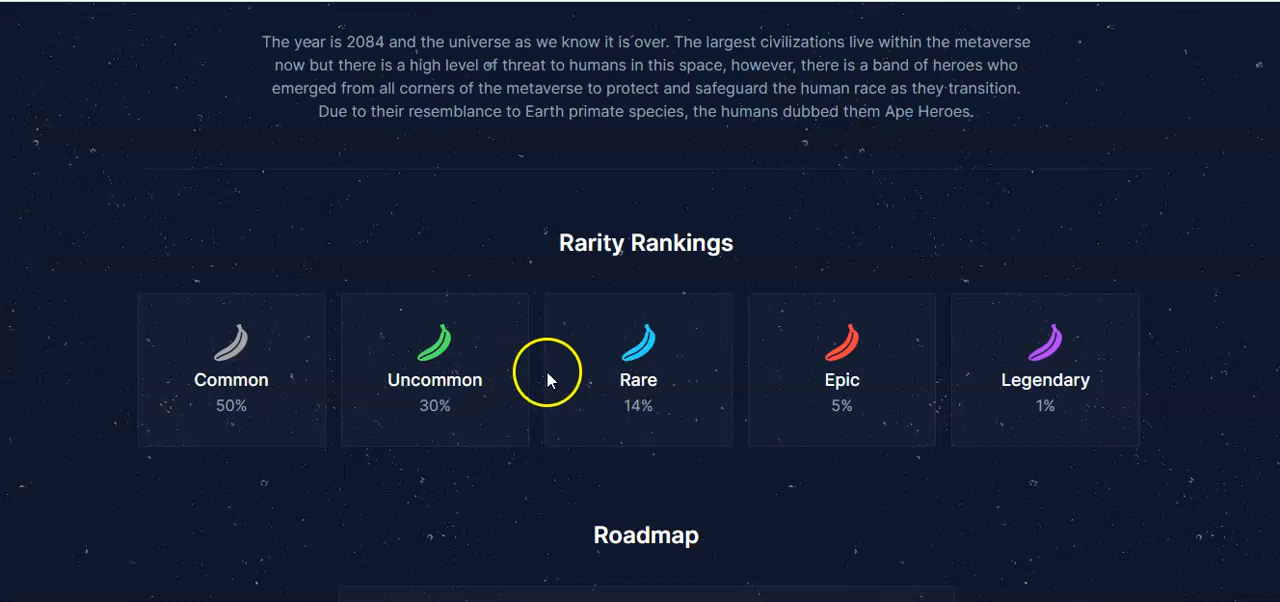 The year is 2084 and the universe as we know it is over. The largest civilizations live within the metaverse
now but there is a high level of threat to humans in this space, however, there is a band of heroes who
emerged from all corners of the metaverse to protect and safeguard the human race as they transition.
Due to their resemblance to Earth primate species, the humans dubbed them Ape Heroes.
Rarity Rankings
Common
50%
Uncommon
30%
Rare
14%
Epic
5%
Legendary
1%
Roadmap